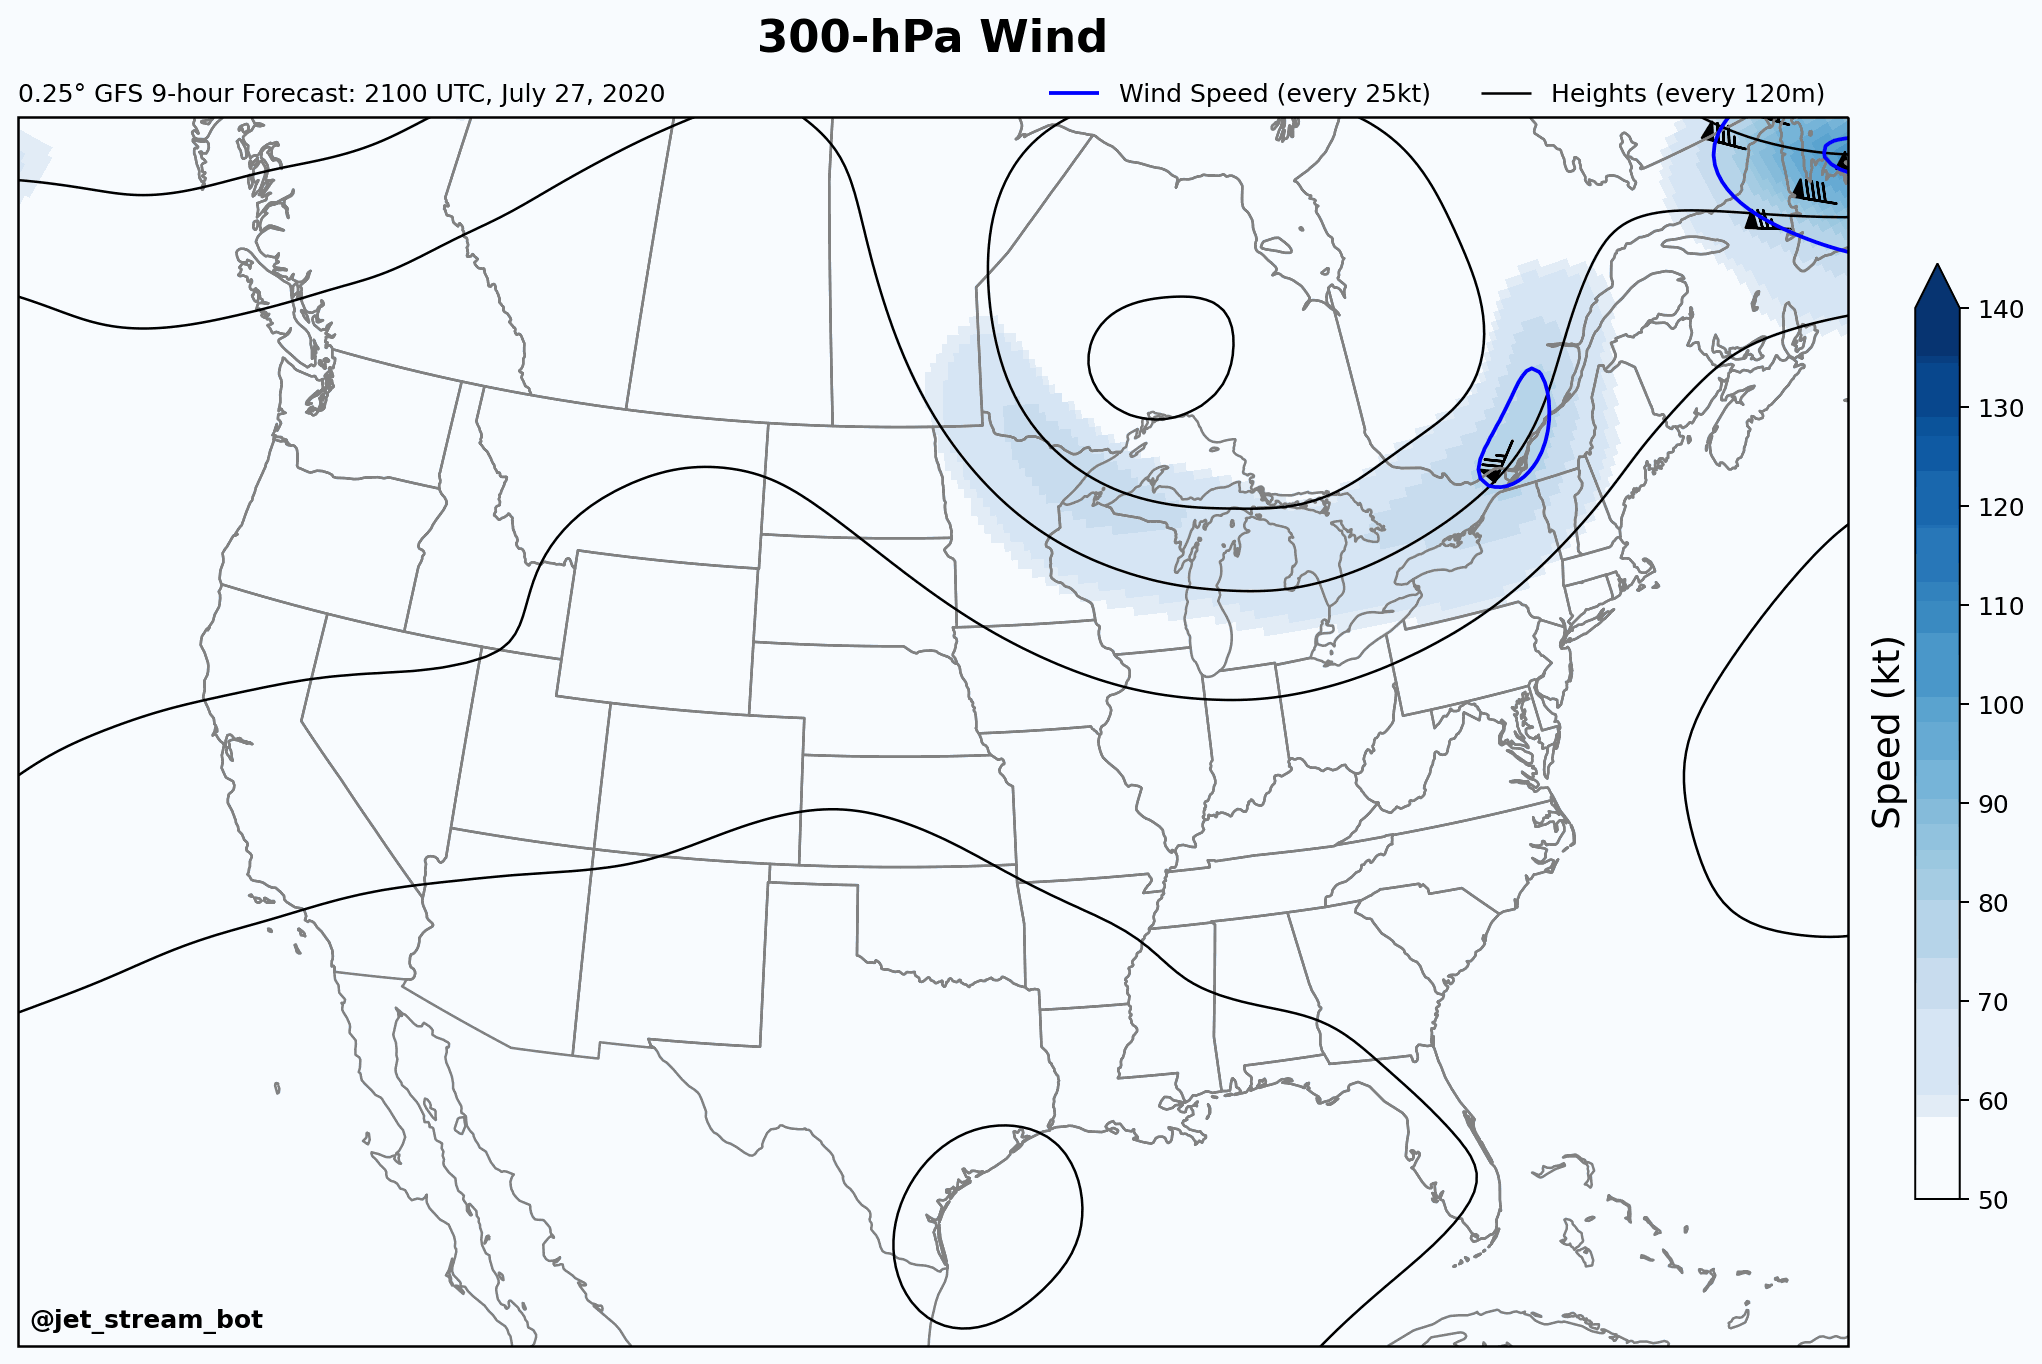 300-hPa Wind
0.25° GFS 9-hour Forecast: 2100 UTC, July 27, 2020
Wind Speed (every 25kt)
Heights (every 120m)
140
130
120
110
100
90
80
70
60
50
Speed (kt)
@jet_stream_bot